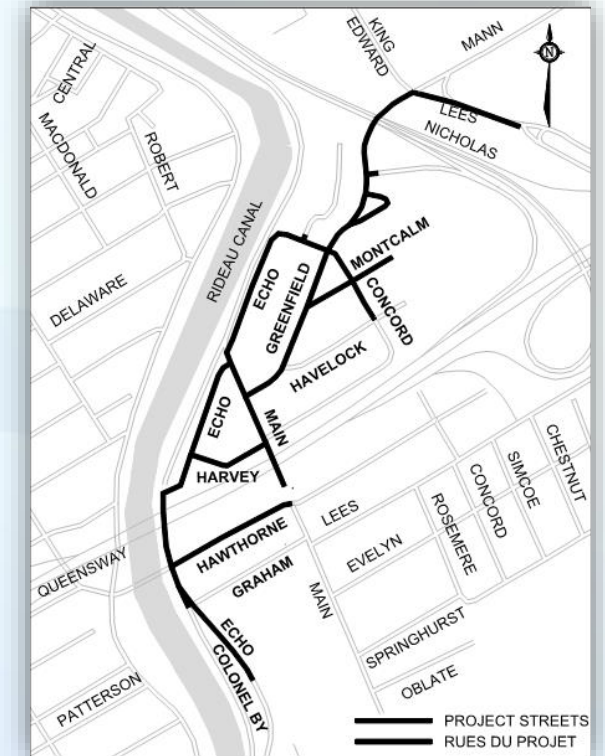 KING
EDWARD
MANN
N
CENTRAL
LEES
NICHOLAS
MACDONALD
ROBERT
RIDEAU CANAL
MONTCALM
DELAWARE
ECHO
GREENFIELD
CONCORD
HAVELOCK
ECHO
MAIN
HARVEY
CHESTNUT
SIMCOE
CONCORD
LEES
ROSEMERE
HAWTHORNE
EVELYN
QUEENSWAY
GRAHAM
MAIN
ECHO
COLONEL BY
SPRINGHURST
OBLATE
PATTERSON
PROJECT STREETS
RUES DU PROJET